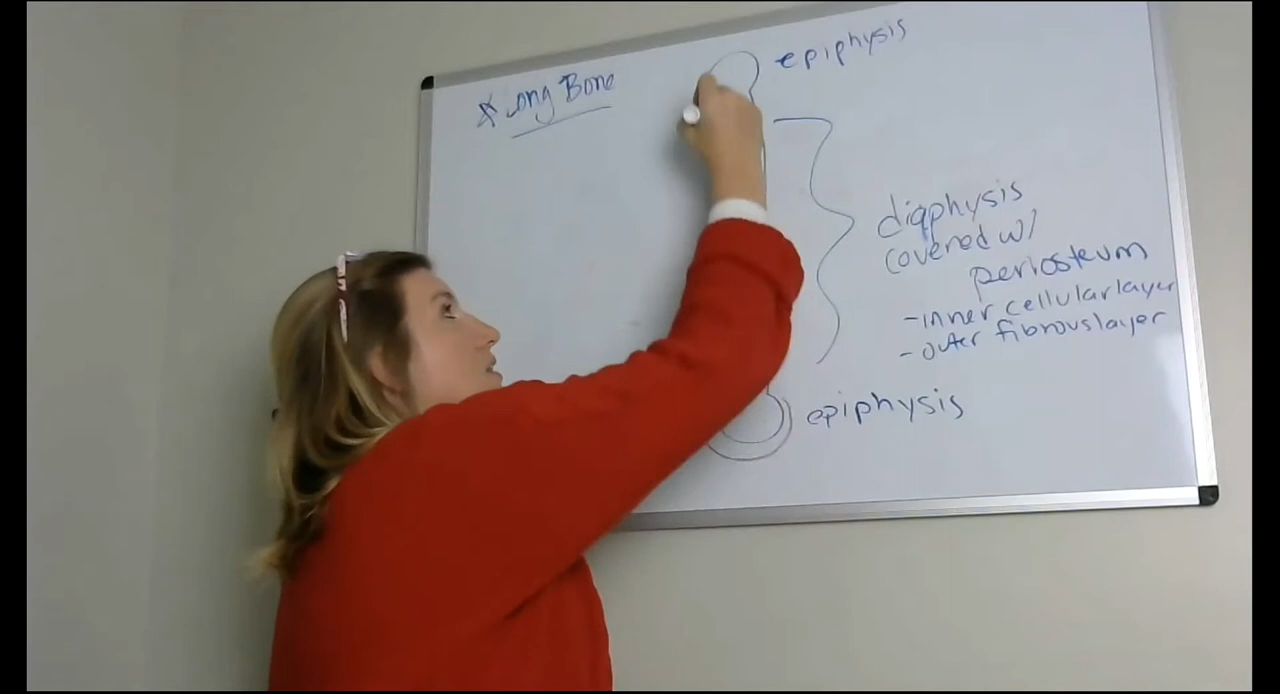 ☆ Long Bone
epiphysis
diaphysis
covered w/
periosteum
- inner cellular layer
- outer fibrous layer
epiphysis